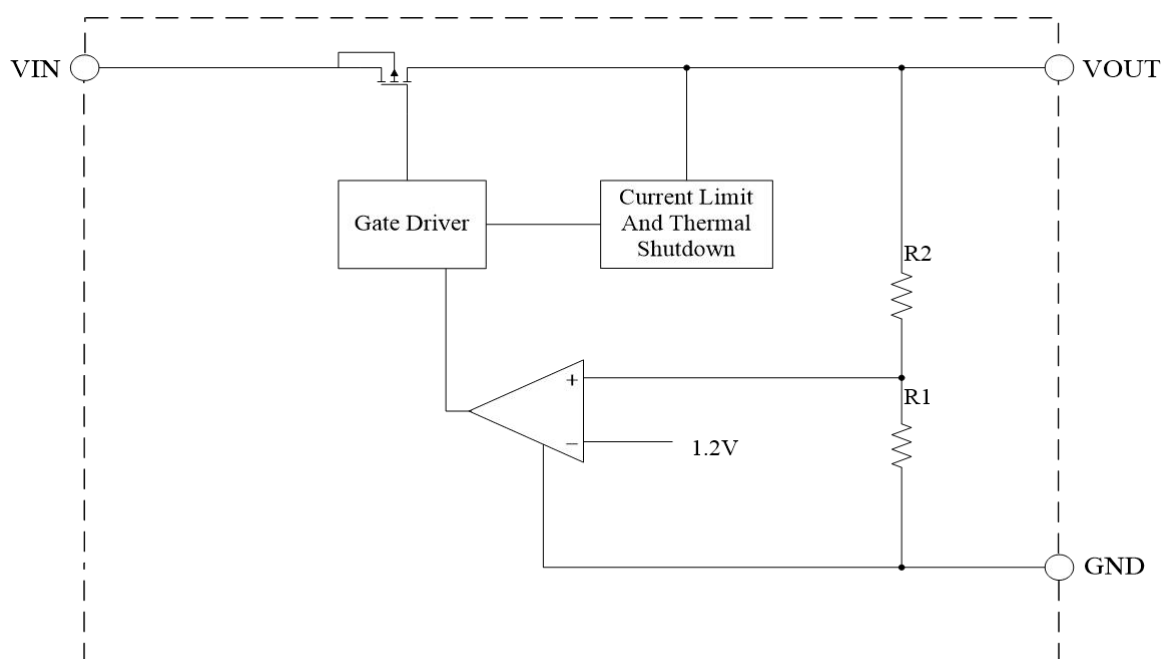 VIN
VOUT
Gate Driver
Current Limit
And Thermal
Shutdown
R2
+
R1
−
1.2V
GND